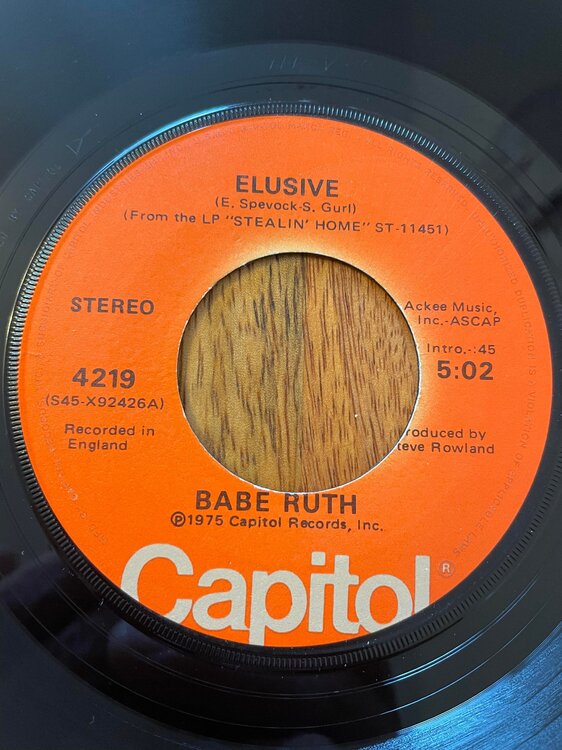 ELUSIVE
(E. Spevock-S. Gurl)
(From the LP "STEALIN' HOME" ST-11451)
STEREO
Ackee Music,
Inc.-ASCAP
Intro.-:45
4219
5:02
(S45-X92426A)
Recorded in
England
roduced by
teve Rowland
BABE RUTH
℗1975 Capitol Records, Inc.
Capitol®